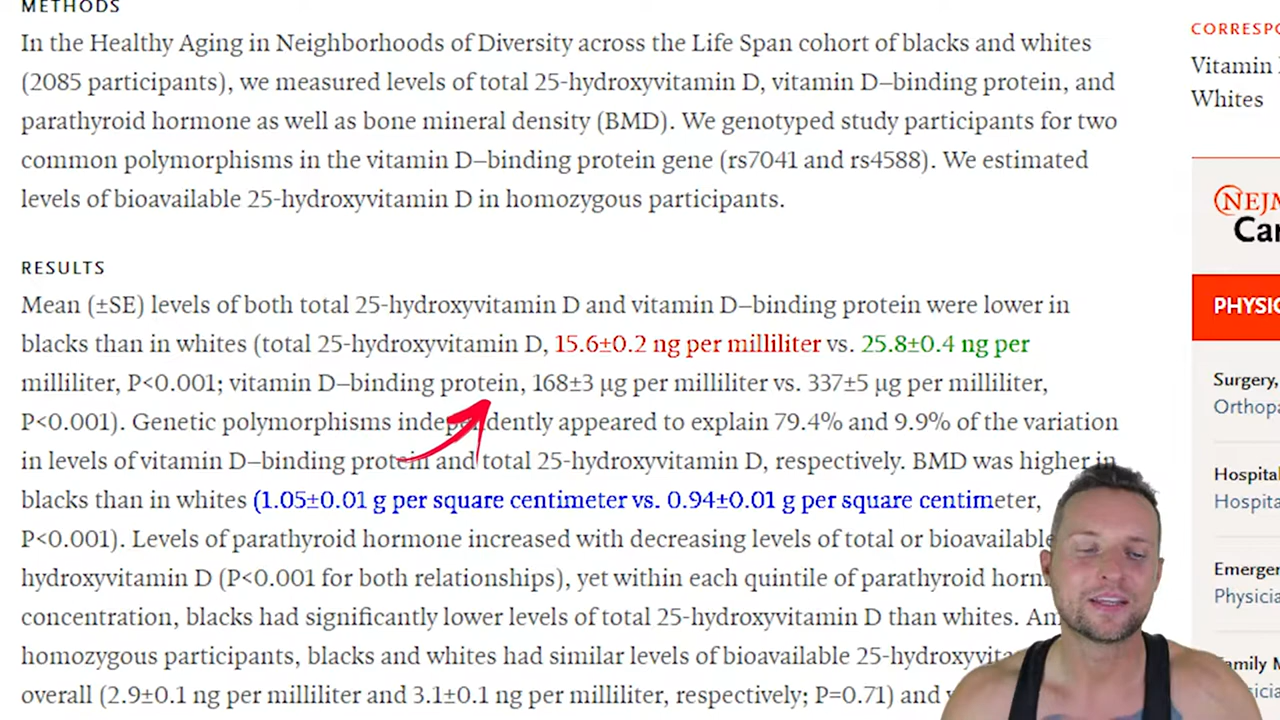 METHODS
In the Healthy Aging in Neighborhoods of Diversity across the Life Span cohort of blacks and whites
(2085 participants), we measured levels of total 25-hydroxyvitamin D, vitamin D–binding protein, and
parathyroid hormone as well as bone mineral density (BMD). We genotyped study participants for two
common polymorphisms in the vitamin D–binding protein gene (rs7041 and rs4588). We estimated
levels of bioavailable 25-hydroxyvitamin D in homozygous participants.
RESULTS
Mean (±SE) levels of both total 25-hydroxyvitamin D and vitamin D–binding protein were lower in
blacks than in whites (total 25-hydroxyvitamin D, 15.6±0.2 ng per milliliter vs. 25.8±0.4 ng per
milliliter, P<0.001; vitamin D–binding protein, 168±3 μg per milliliter vs. 337±5 μg per milliliter,
P<0.001). Genetic polymorphisms independently appeared to explain 79.4% and 9.9% of the variation
in levels of vitamin D–binding protein and total 25-hydroxyvitamin D, respectively. BMD was higher in
blacks than in whites (1.05±0.01 g per square centimeter vs. 0.94±0.01 g per square centimeter,
P<0.001). Levels of parathyroid hormone increased with decreasing levels of total or bioavailable
hydroxyvitamin D (P<0.001 for both relationships), yet within each quintile of parathyroid
concentration, blacks had significantly lower levels of total 25-hydroxyvitamin D than whites.
homozygous participants, blacks and whites had similar levels of bioavailable
overall (2.9±0.1 ng per milliliter and 3.1±0.1 ng per milliliter, respectively; P=0.71) and
Vitamin
Whites
NEJM
Surgery,